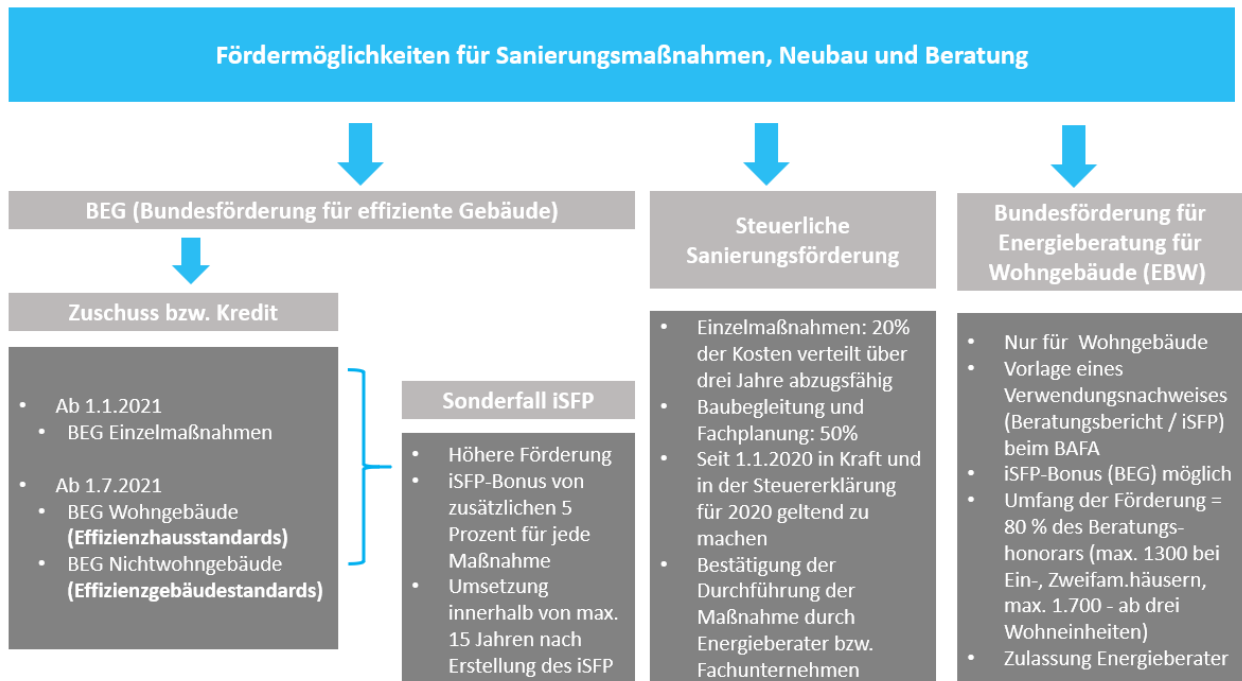 Fördermöglichkeiten für Sanierungsmaßnahmen, Neubau und Beratung
BEG (Bundesförderung für effiziente Gebäude)
Zuschuss bzw. Kredit
• Ab 1.1.2021
• BEG Einzelmaßnahmen
• Ab 1.7.2021
• BEG Wohngebäude
(Effizienzhausstandards)
• BEG Nichtwohngebäude
(Effizienzgebäudestandards)
Sonderfall iSFP
• Höhere Förderung
• iSFP-Bonus von
zusätzlichen 5
Prozent für jede
Maßnahme
• Umsetzung
innerhalb von max.
15 Jahren nach
Erstellung des iSFP
Steuerliche
Sanierungsförderung
• Einzelmaßnahmen: 20%
der Kosten verteilt über
drei Jahre abzugsfähig
• Baubegleitung und
Fachplanung: 50%
• Seit 1.1.2020 in Kraft und
in der Steuererklärung
für 2020 geltend zu
machen
• Bestätigung der
Durchführung der
Maßnahme durch
Energieberater bzw.
Fachunternehmen
Bundesförderung für
Energieberatung für
Wohngebäude (EBW)
• Nur für Wohngebäude
• Vorlage eines
Verwendungsnachweises
(Beratungsbericht / iSFP)
beim BAFA
• iSFP-Bonus (BEG) möglich
• Umfang der Förderung =
80 % des Beratungs-
honorars (max. 1300 bei
Ein-, Zweifam.häusern,
max. 1.700 - ab drei
Wohneinheiten)
• Zulassung Energieberater